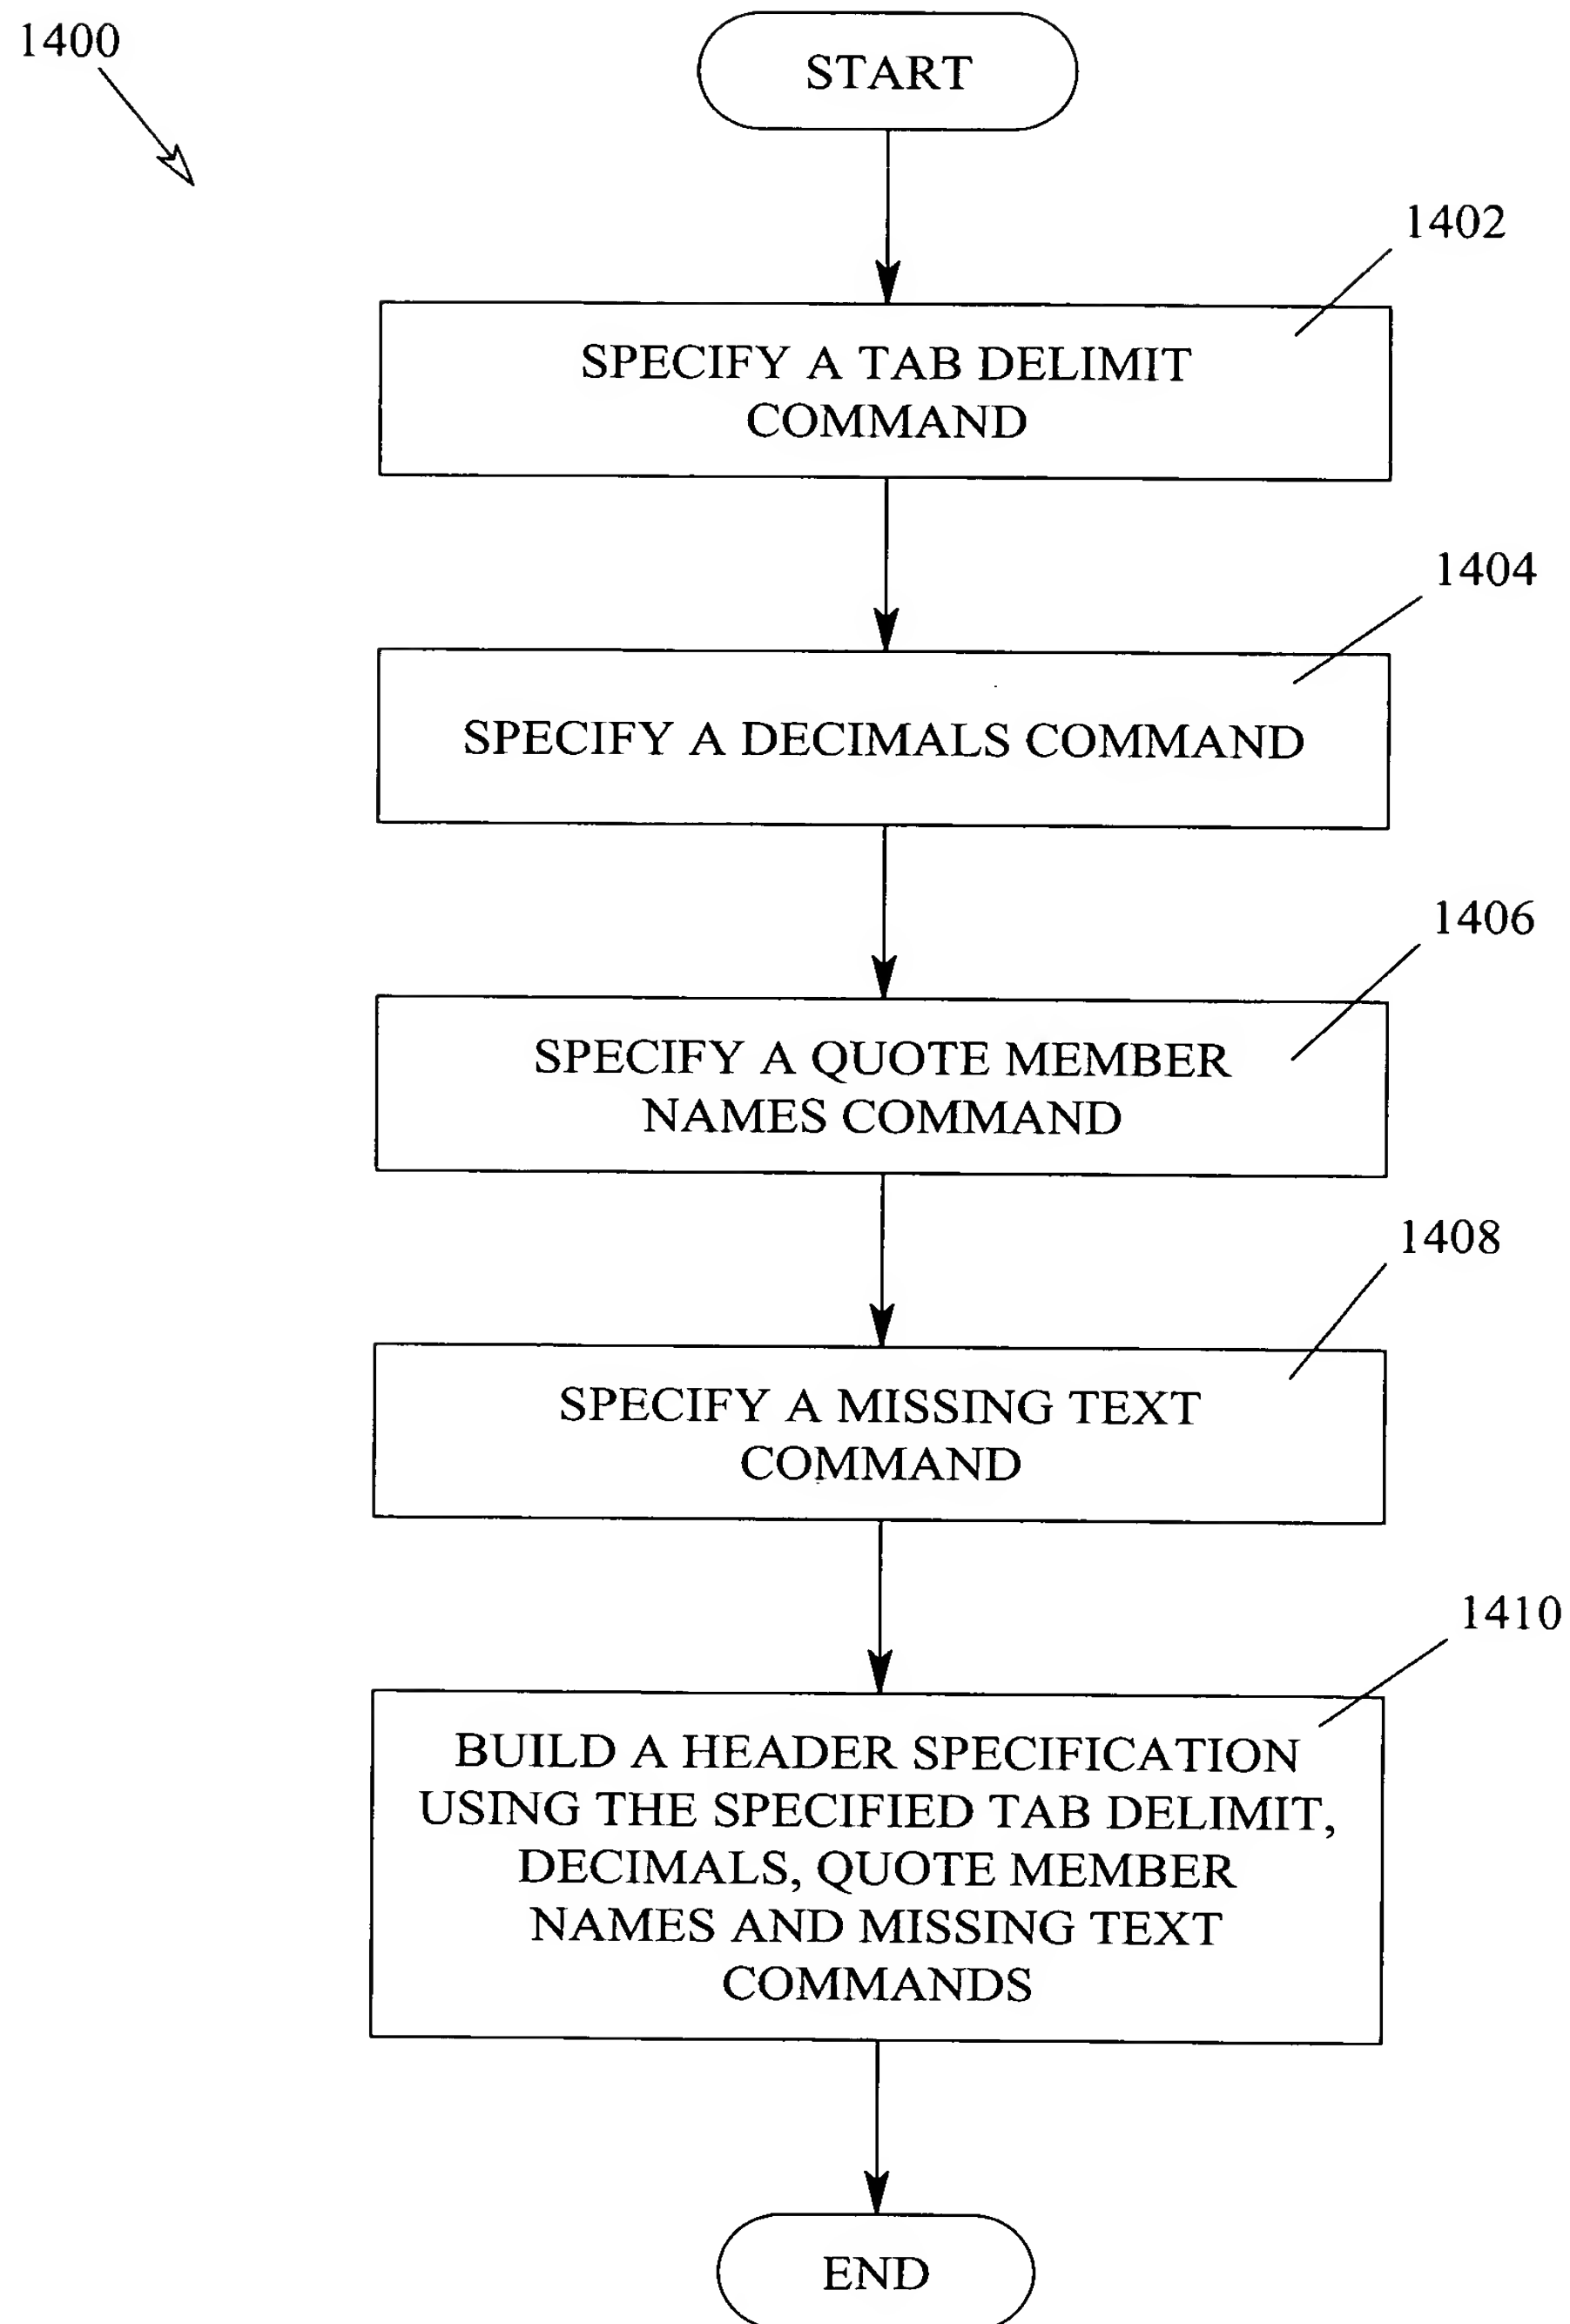 1400
START
1402
SPECIFY A TAB DELIMIT
COMMAND
1404
SPECIFY A DECIMALS COMMAND
1406
SPECIFY A QUOTE MEMBER
NAMES COMMAND
1408
SPECIFY A MISSING TEXT
COMMAND
1410
BUILD A HEADER SPECIFICATION
USING THE SPECIFIED TAB DELIMIT,
DECIMALS, QUOTE MEMBER
NAMES AND MISSING TEXT
COMMANDS
END